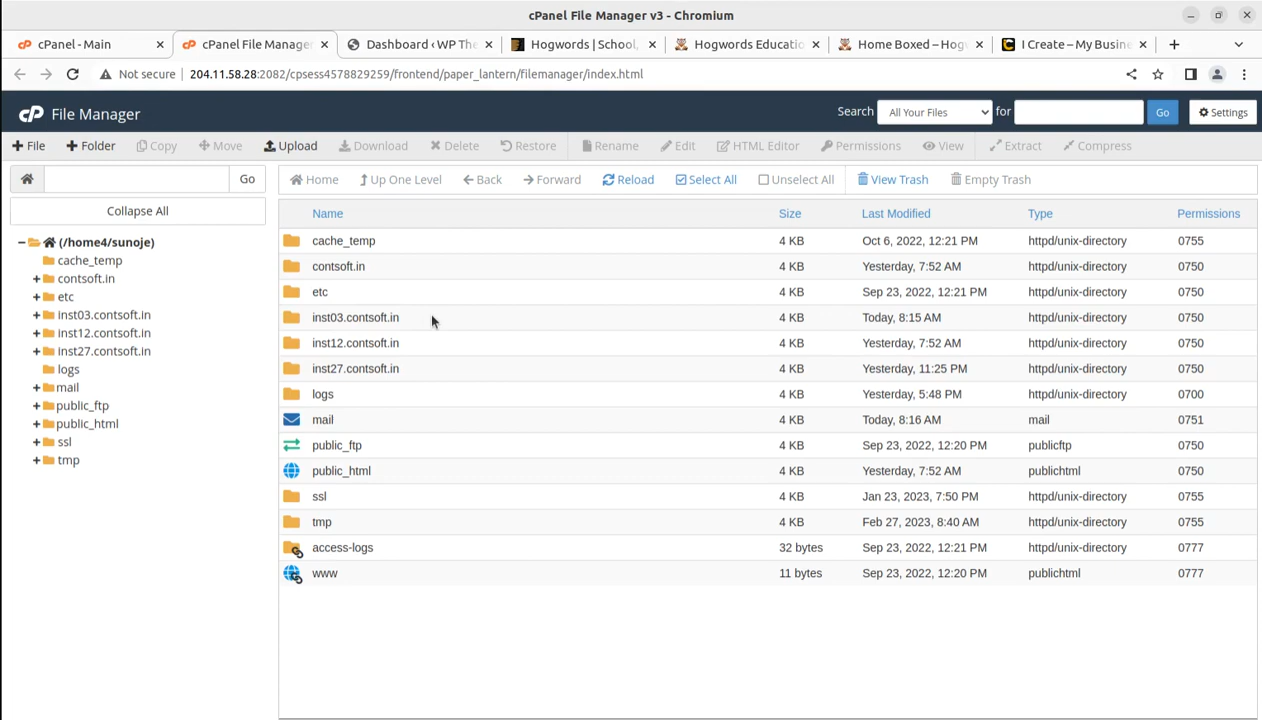 cPanel File Manager v3 - Chromium
cPanel - Main
cPanel File Manager
Dashboard ‹ WP The
Hogwords | School,
Hogwords Educatio
Home Boxed – Hog
I Create – My Busine
Not secure
204.11.58.28:2082/cpsess4578829259/frontend/paper_lantern/filemanager/index.html
cP File Manager
Search All Your Files for Go Settings
File Folder Copy Move Upload Download Delete Restore Rename Edit HTML Editor Permissions View Extract Compress
Go Home Up One Level Back Forward Reload Select All Unselect All View Trash Empty Trash
Collapse All
(/home4/sunoje)
cache_temp
contsoft.in
etc
inst03.contsoft.in
inst12.contsoft.in
inst27.contsoft.in
logs
mail
public_ftp
public_html
ssl
tmp
Name Size Last Modified Type Permissions
cache_temp 4 KB Oct 6, 2022, 12:21 PM httpd/unix-directory 0755
contsoft.in 4 KB Yesterday, 7:52 AM httpd/unix-directory 0750
etc 4 KB Sep 23, 2022, 12:21 PM httpd/unix-directory 0750
inst03.contsoft.in 4 KB Today, 8:15 AM httpd/unix-directory 0750
inst12.contsoft.in 4 KB Yesterday, 7:52 AM httpd/unix-directory 0750
inst27.contsoft.in 4 KB Yesterday, 11:25 PM httpd/unix-directory 0750
logs 4 KB Yesterday, 5:48 PM httpd/unix-directory 0700
mail 4 KB Today, 8:16 AM mail 0751
public_ftp 4 KB Sep 23, 2022, 12:20 PM publicftp 0750
public_html 4 KB Yesterday, 7:52 AM publichtml 0750
ssl 4 KB Jan 23, 2023, 7:50 PM httpd/unix-directory 0755
tmp 4 KB Feb 27, 2023, 8:40 AM httpd/unix-directory 0755
access-logs 32 bytes Sep 23, 2022, 12:21 PM httpd/unix-directory 0777
www 11 bytes Sep 23, 2022, 12:20 PM publichtml 0777